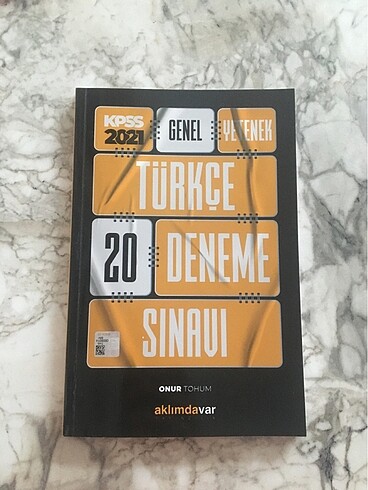 KPSS
2021 GENEL YETENEK
TÜRKÇE
20 DENEME
SINAVI
ONUR TOHUM
aklımdavar